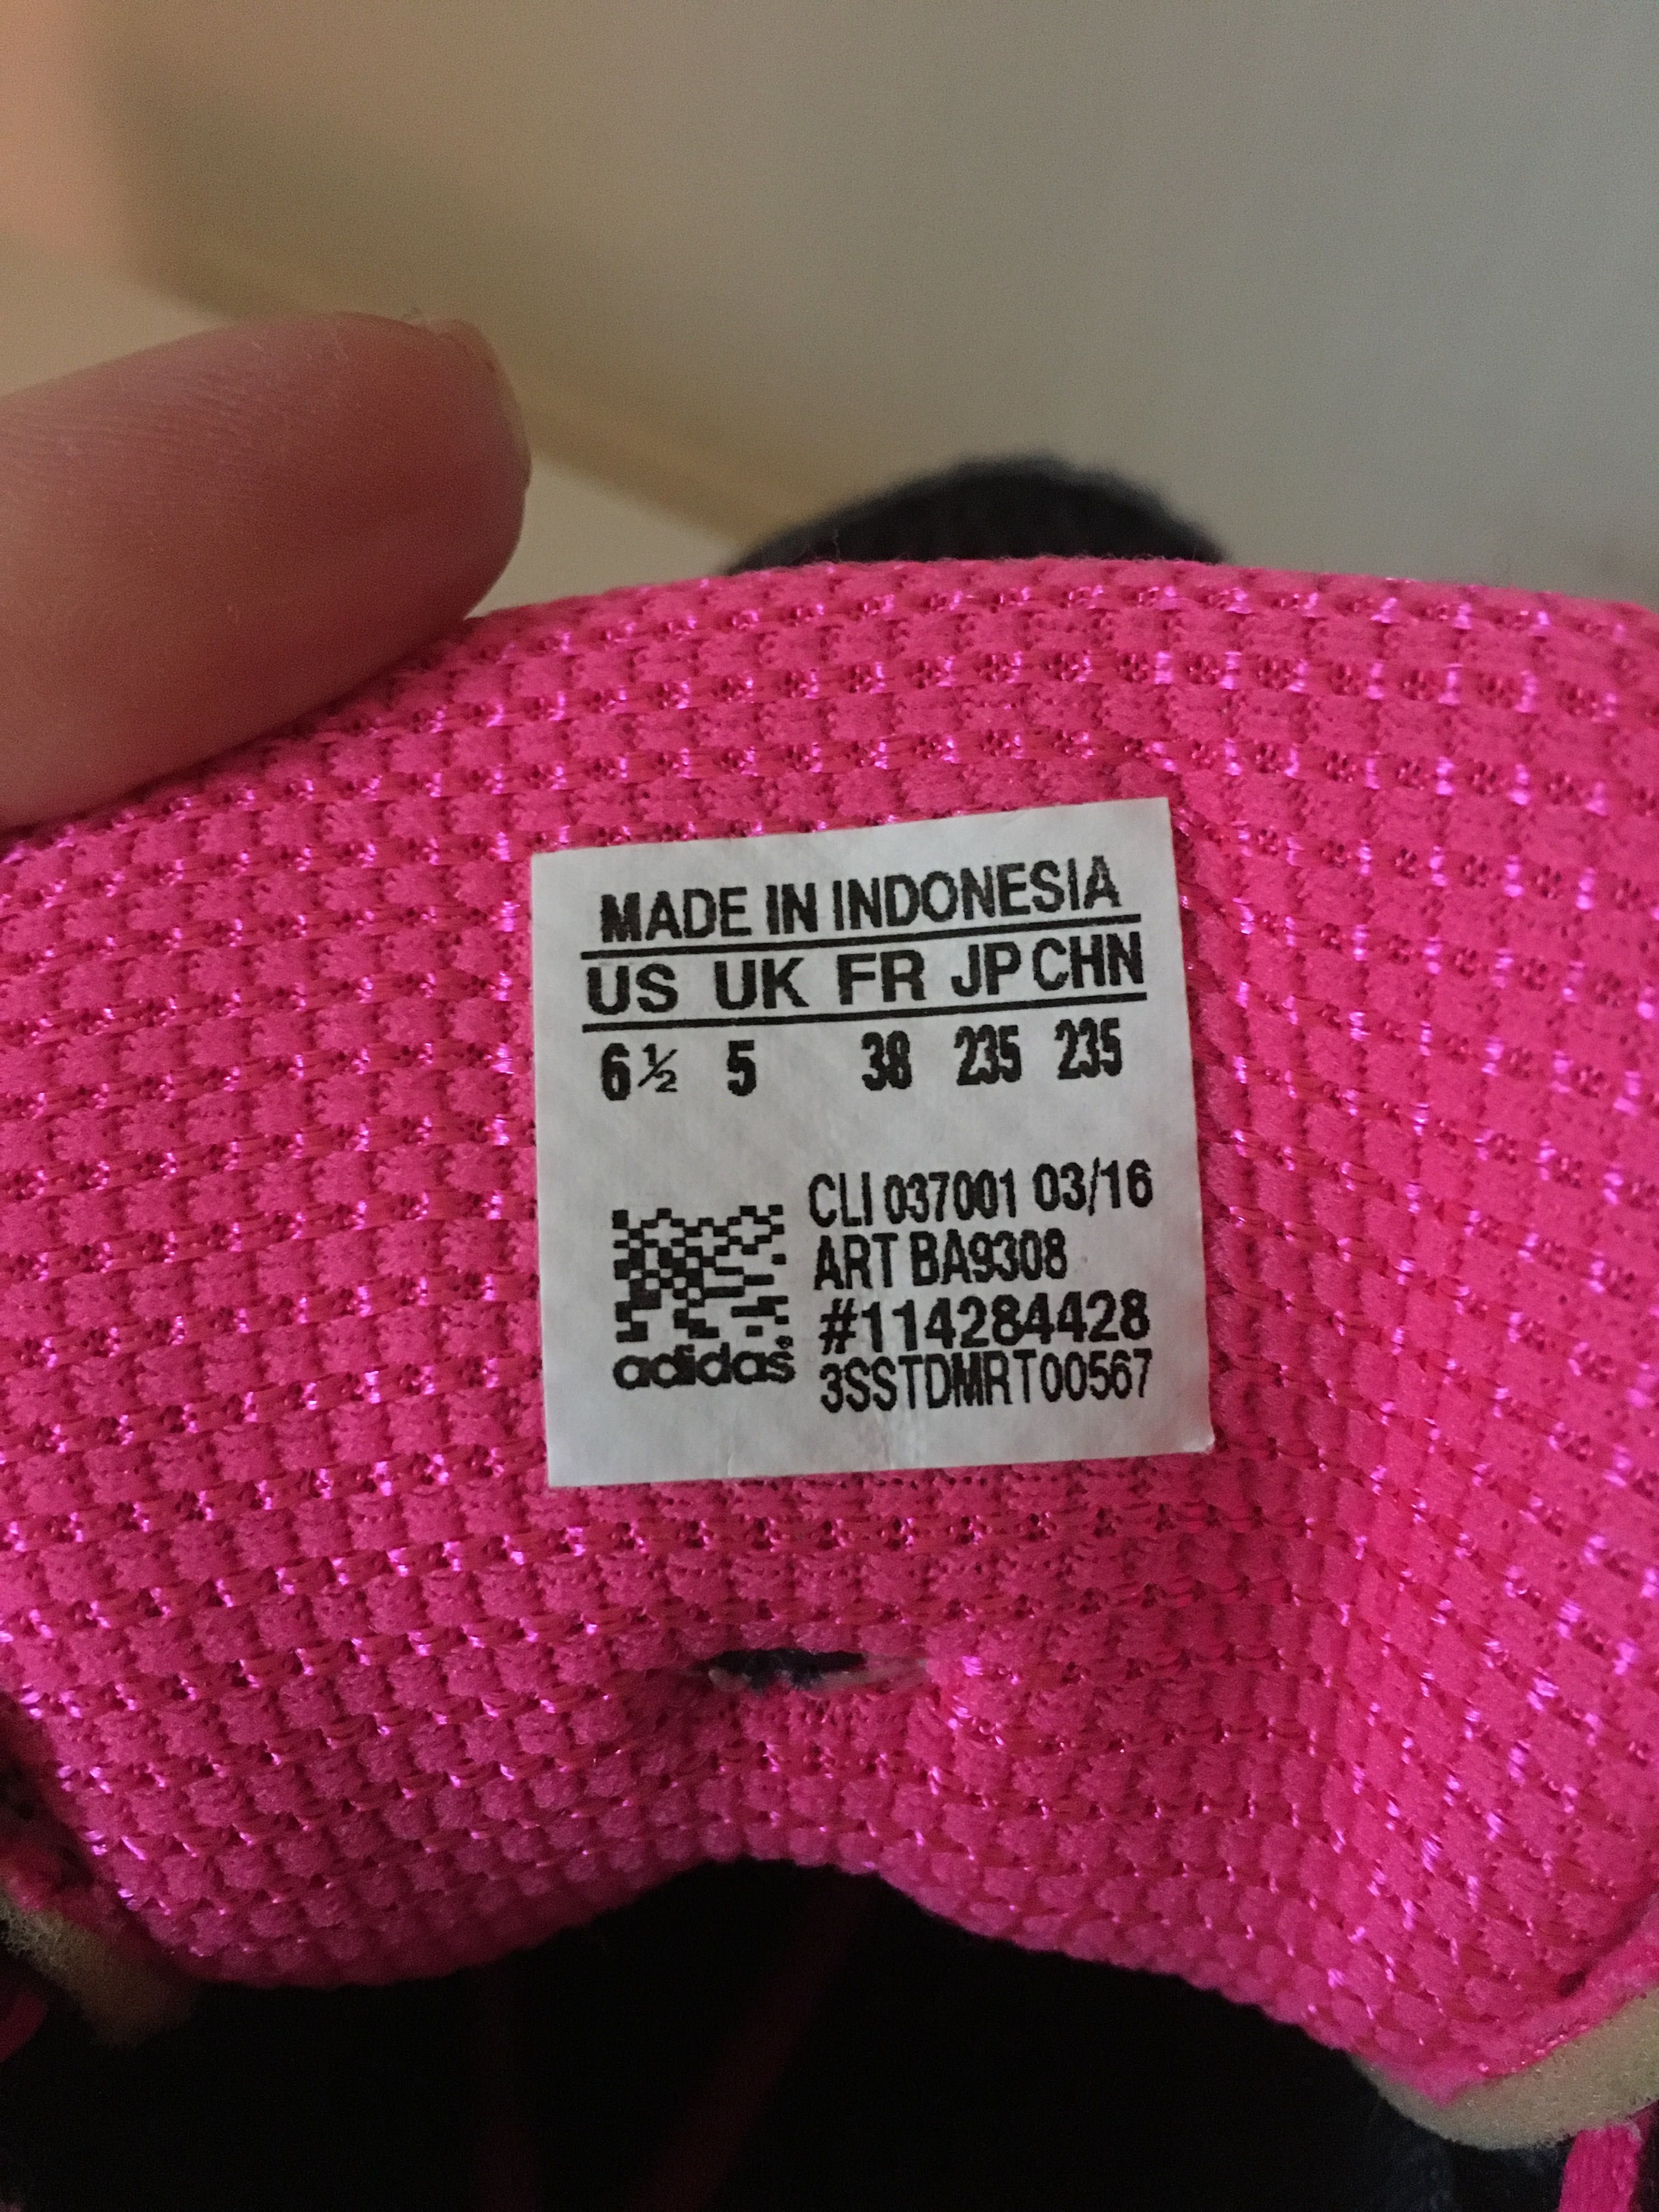 MADE IN INDONESIA
US UK FR JP CHN
6½ 5 38 235 235
CLI 037001 03/16
ART BA9308
#114284428
adidas® 3SSTDMRT00567